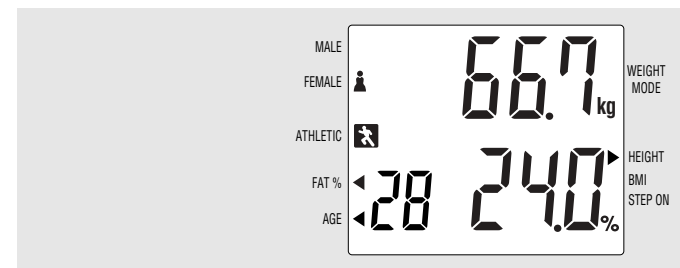 MALE
FEMALE
ATHLETIC
FAT %
AGE
66.7 kg
28
24.0 %
WEIGHT
MODE
HEIGHT
BMI
STEP ON